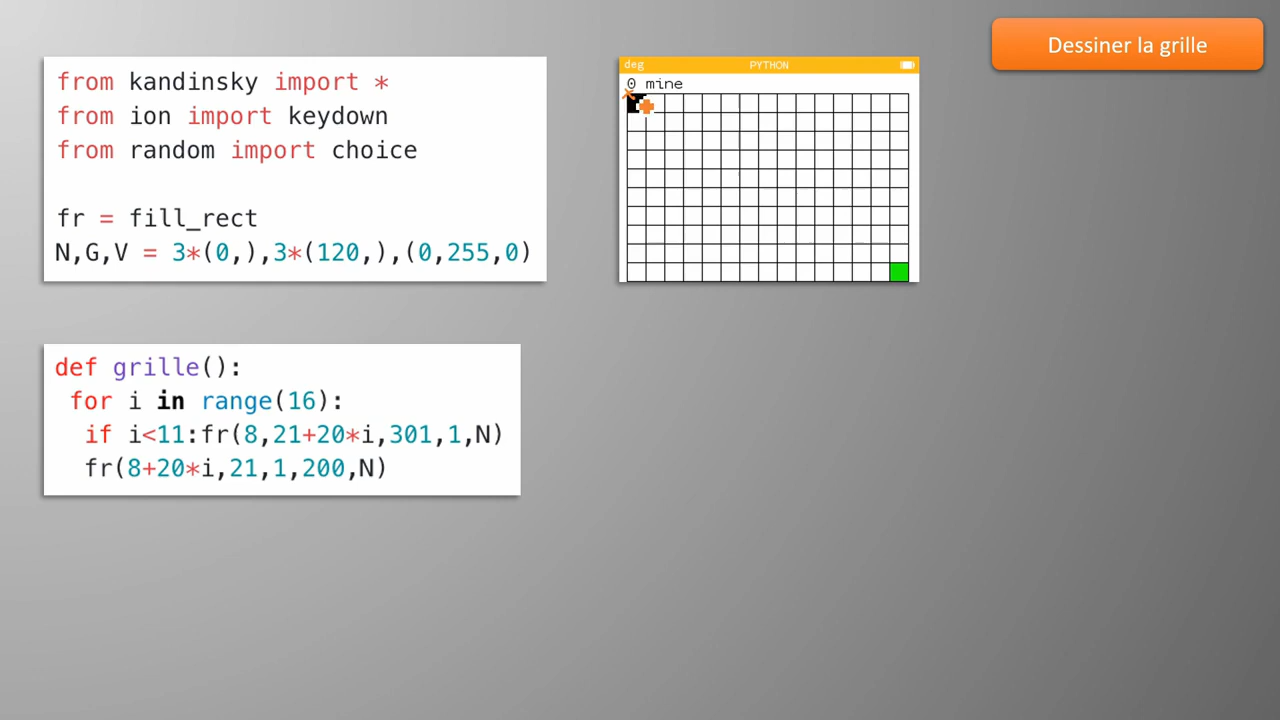 Dessiner la grille
from kandinsky import *
from ion import keydown
from random import choice
fr = fill_rect
N,G,V = 3*(0,),3*(120,),(0,255,0)
deg PYTHON
0 mine
def grille():
 for i in range(16):
  if i<11:fr(8,21+20*i,301,1,N)
  fr(8+20*i,21,1,200,N)